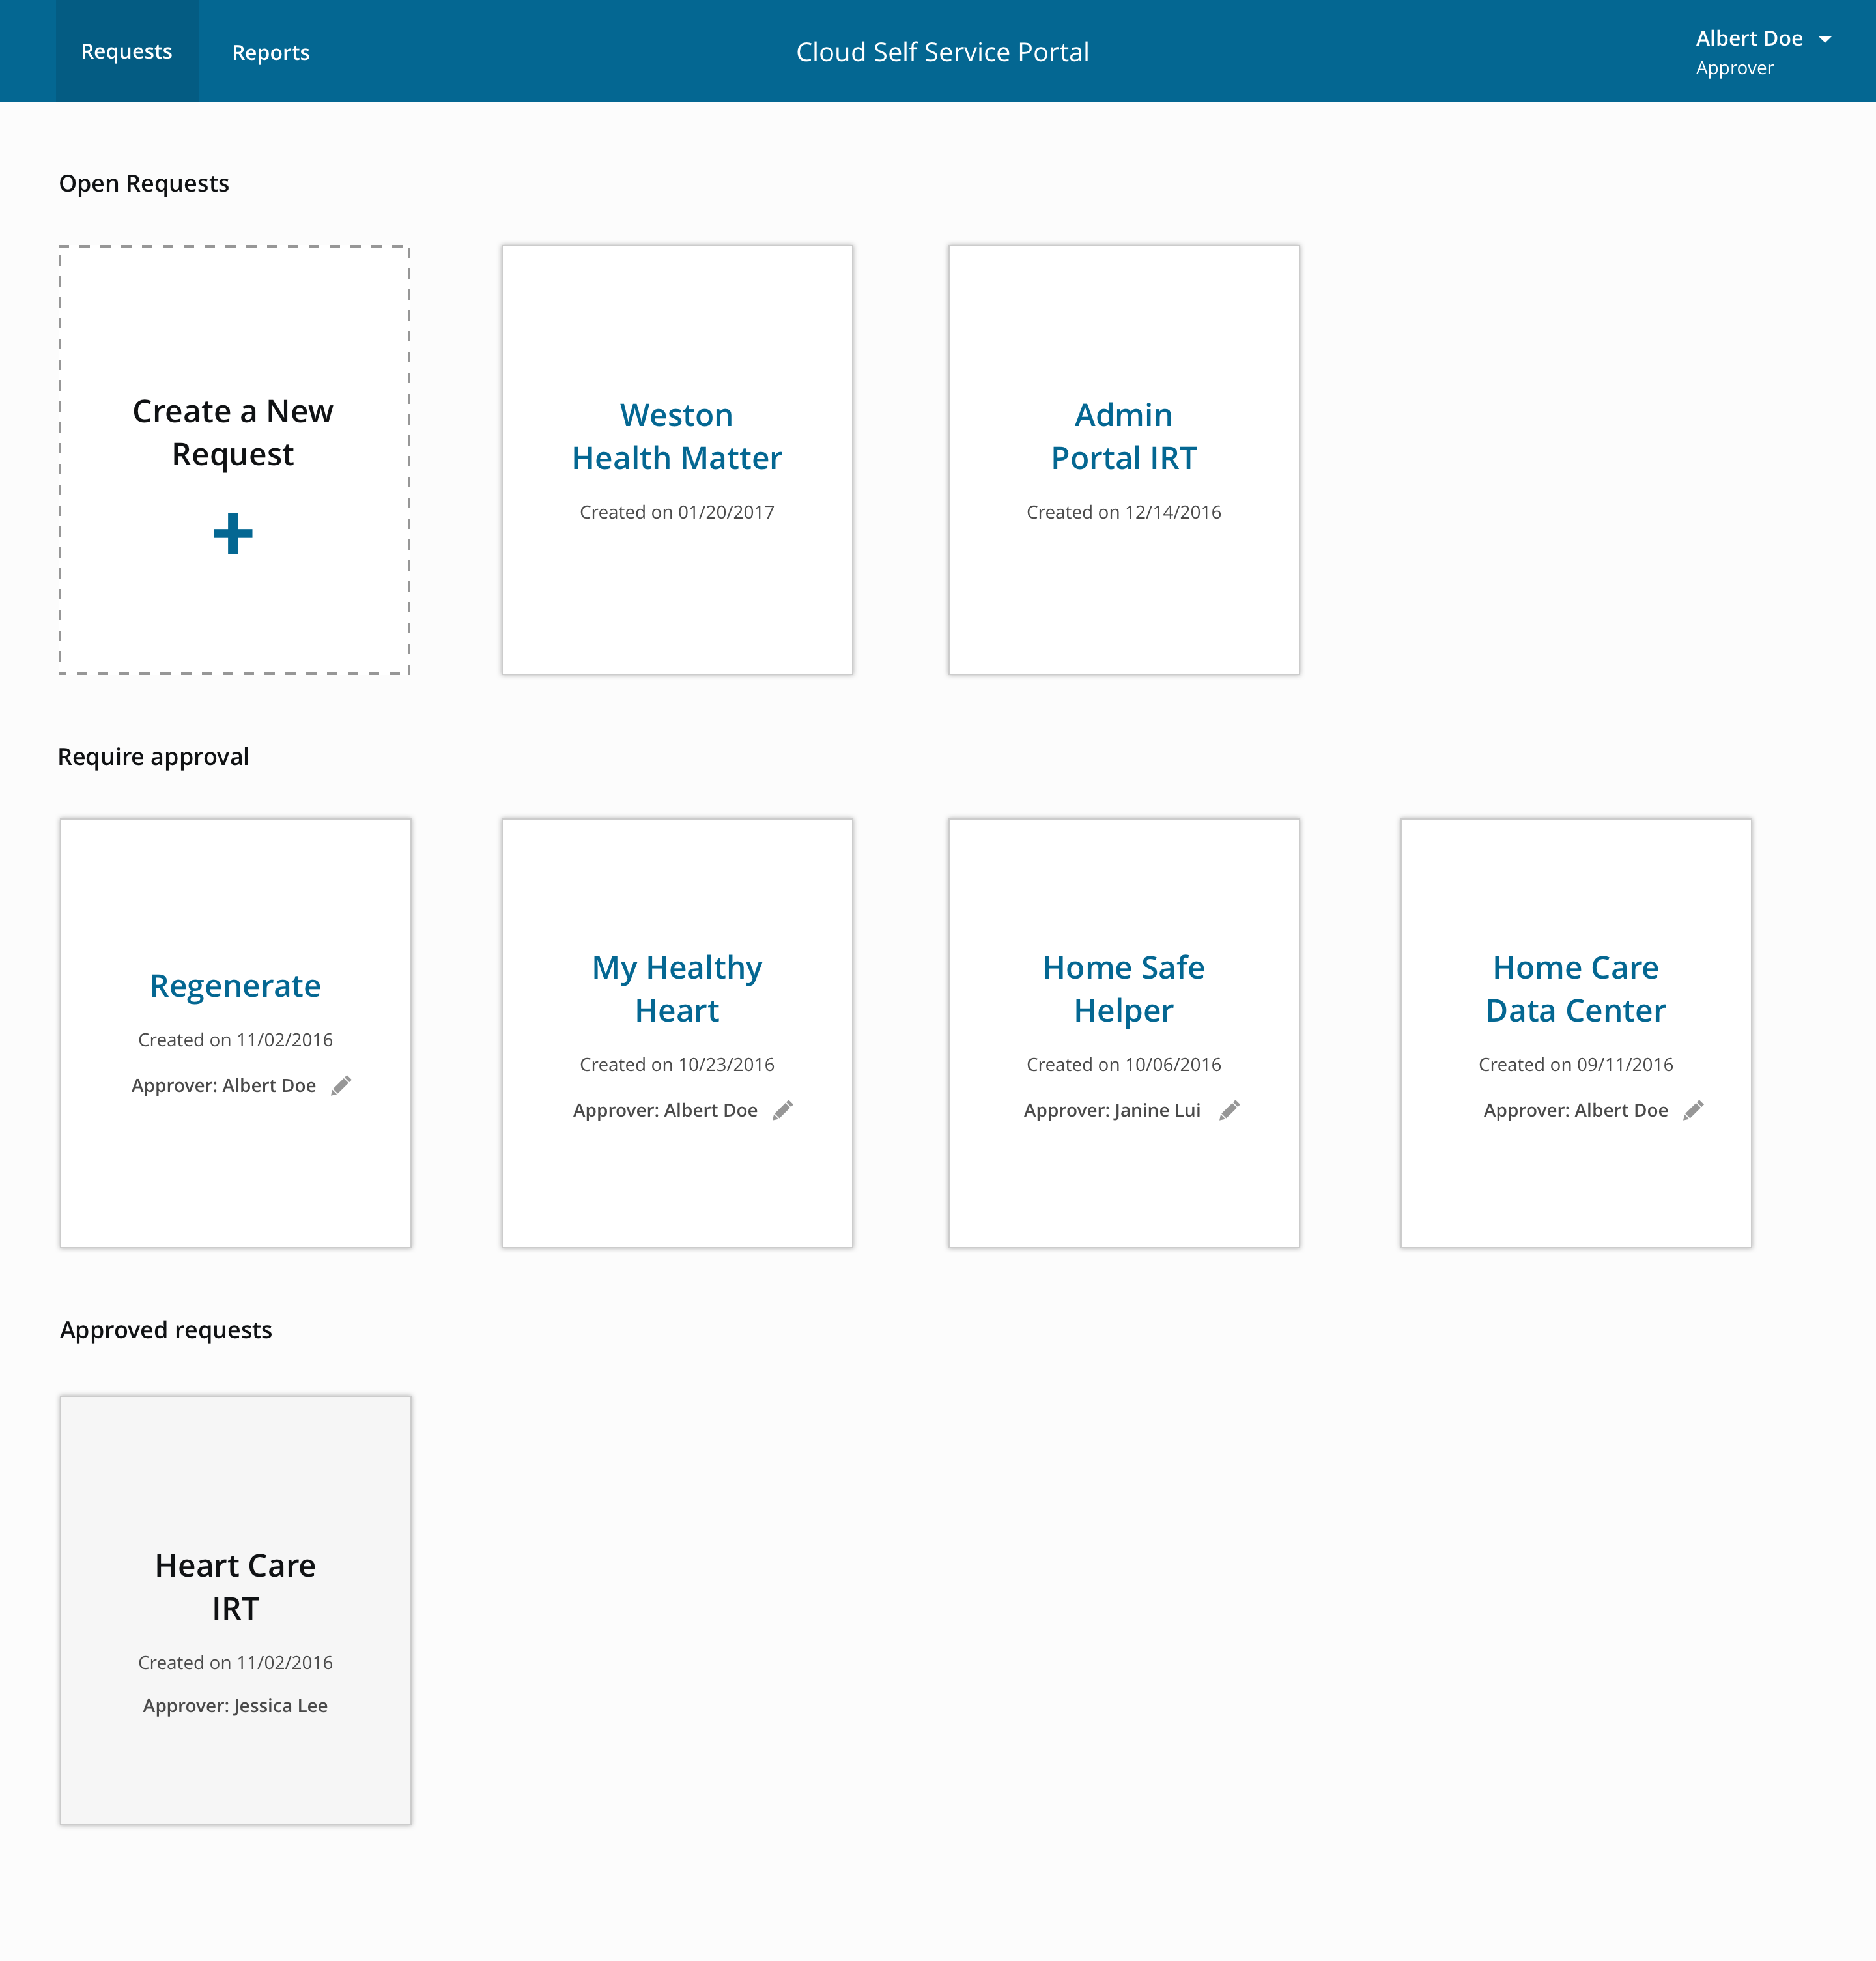 Requests
Reports
Cloud Self Service Portal
Albert Doe
Approver
Open Requests
Create a New
Request
Weston
Health Matter
Created on 01/20/2017
Admin
Portal IRT
Created on 12/14/2016
Require approval
Regenerate
Created on 11/02/2016
Approver: Albert Doe
My Healthy
Heart
Created on 10/23/2016
Approver: Albert Doe
Home Safe
Helper
Created on 10/06/2016
Approver: Janine Lui
Home Care
Data Center
Created on 09/11/2016
Approver: Albert Doe
Approved requests
Heart Care
IRT
Created on 11/02/2016
Approver: Jessica Lee